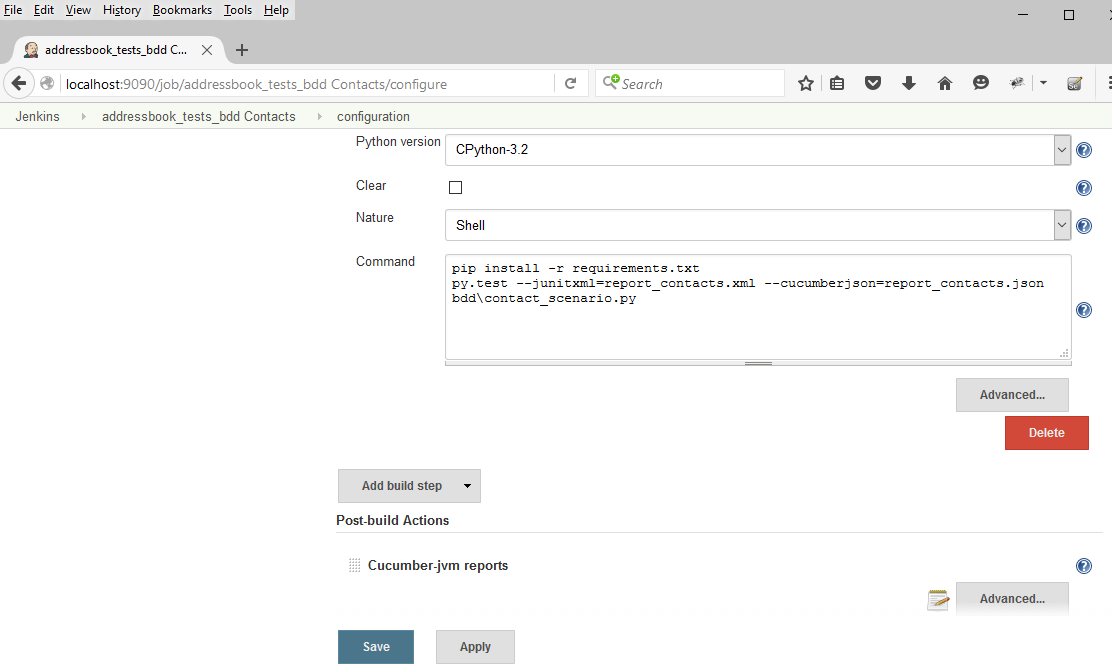 File Edit View History Bookmarks Tools Help
addressbook_tests_bdd C...
localhost:9090/job/addressbook_tests_bdd Contacts/configure
Search
Jenkins addressbook_tests_bdd Contacts configuration
Python version CPython-3.2
Clear
Nature Shell
Command
pip install -r requirements.txt
py.test --junitxml=report_contacts.xml --cucumberjson=report_contacts.json
bdd\contact_scenario.py
Advanced...
Delete
Add build step
Post-build Actions
Cucumber-jvm reports
Advanced...
Save Apply